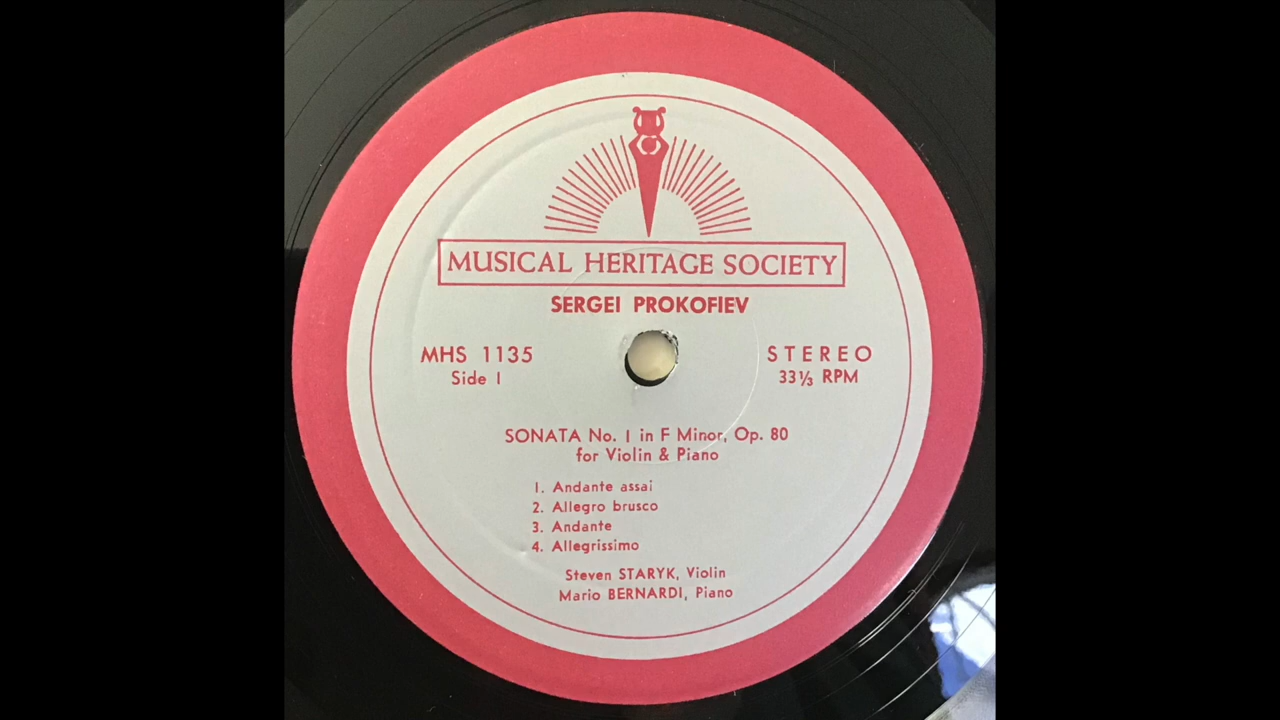 MUSICAL HERITAGE SOCIETY
SERGEI PROKOFIEV
MHS 1135
Side 1
STEREO
33⅓ RPM
SONATA No. 1 in F Minor, Op. 80
for Violin & Piano
1. Andante assai
2. Allegro brusco
3. Andante
4. Allegrissimo
Steven STARYK, Violin
Mario BERNARDI, Piano